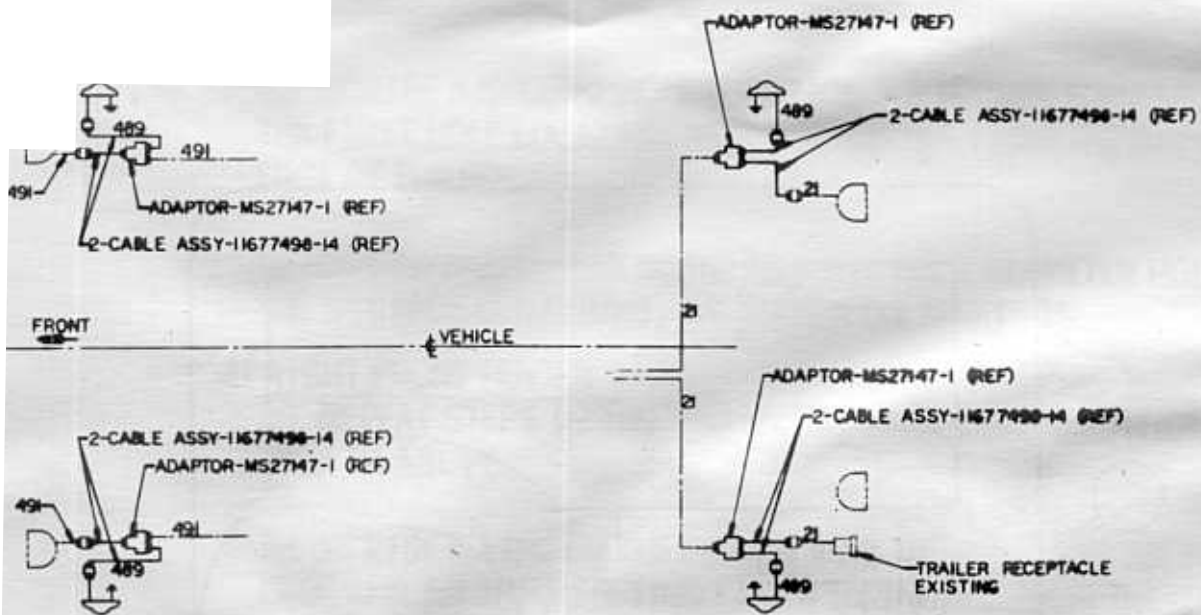 ADAPTOR-MS27147-1 (REF)
489
2-CABLE ASSY-11677498-14 (REF)
21
489
491
491
ADAPTOR-MS27147-1 (REF)
2-CABLE ASSY-11677498-14 (REF)
21
FRONT
VEHICLE
ADAPTOR-MS27147-1 (REF)
21
2-CABLE ASSY-11677498-14 (REF)
2-CABLE ASSY-11677498-14 (REF)
ADAPTOR-MS27147-1 (REF)
491
491
489
21
TRAILER RECEPTACLE
EXISTING
489